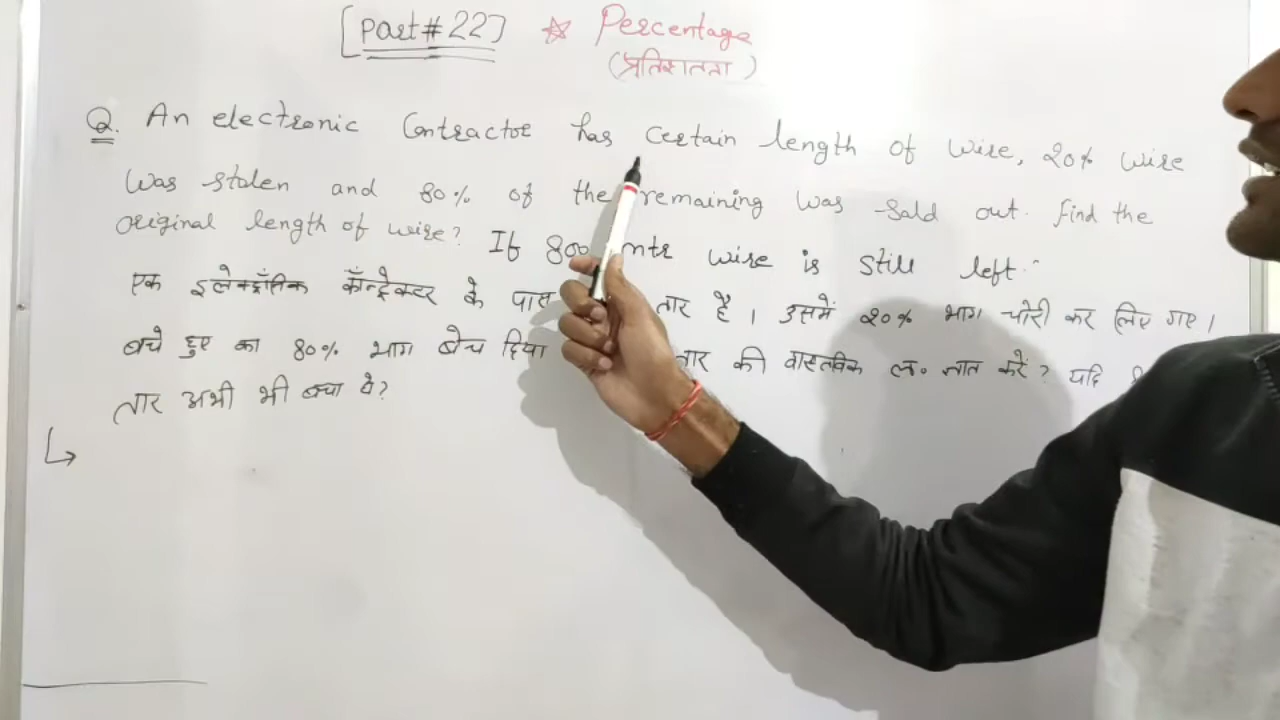 [Part# 22] ☆ Percentage
(प्रतिशतता)
Q. An electronic Contractor has certain length of wire, 20% wire
was stolen and 80% of the remaining was sold out. Find the
original length of wire? If 800 mtr wire is still left.
एक इलेक्ट्रॉनिक कॉन्ट्रेक्टर के पास तार है। उसमें 20% भाग चोरी कर लिए गए।
बचे हुए का 80% भाग बेच दिया तार की वास्तविक ल० ज्ञात करें? यदि
तार अभी भी बचा थे?